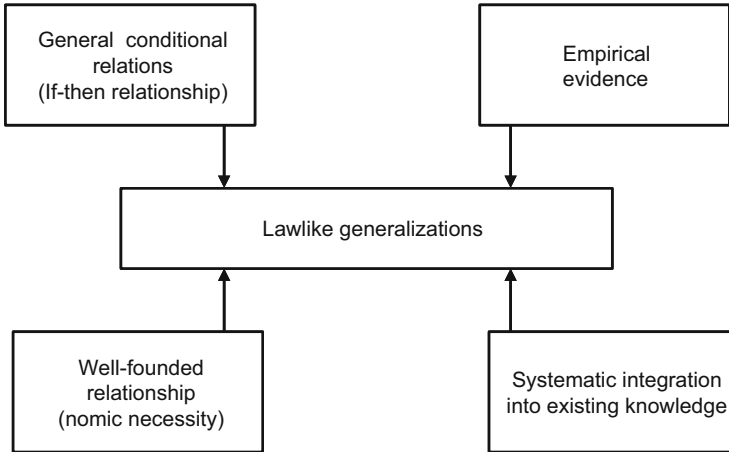 General conditional
relations
(If-then relationship)
Empirical
evidence
Lawlike generalizations
Well-founded
relationship
(nomic necessity)
Systematic integration
into existing knowledge